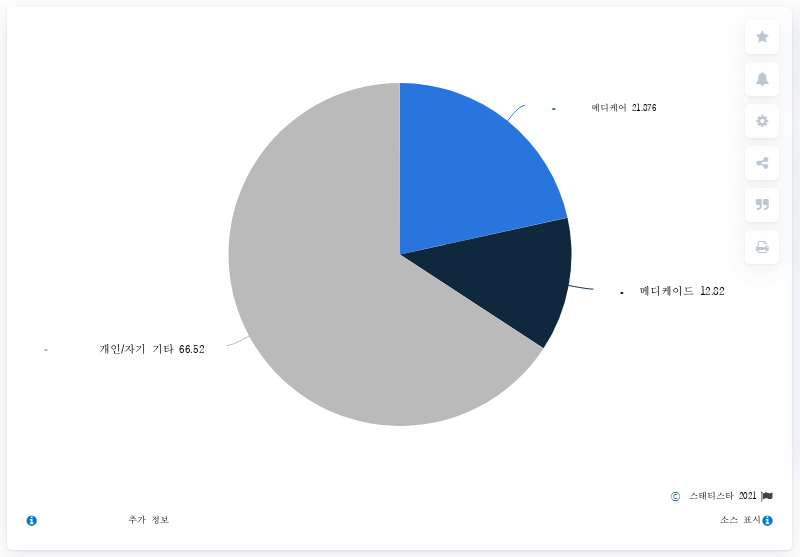 메디케어 21.876
메디케이드 12.82
개인/자기 기타 66.52
© 스태티스타 2021
추가 정보
소스 표시